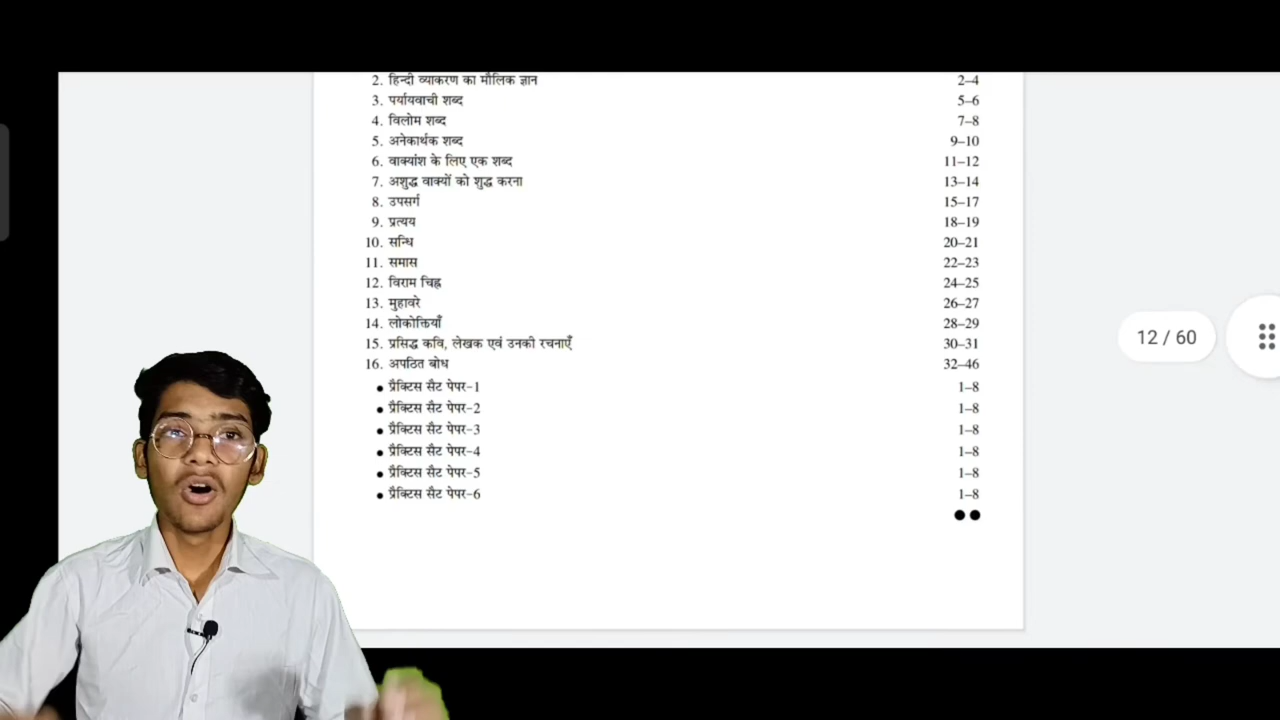 2. हिन्दी व्याकरण का मौलिक ज्ञान 2–4
3. पर्यायवाची शब्द 5–6
4. विलोम शब्द 7–8
5. अनेकार्थक शब्द 9–10
6. वाक्यांश के लिए एक शब्द 11–12
7. अशुद्ध वाक्यों को शुद्ध करना 13–14
8. उपसर्ग 15–17
9. प्रत्यय 18–19
10. सन्धि 20–21
11. समास 22–23
12. विराम चिह्न 24–25
13. मुहावरे 26–27
14. लोकोक्तियाँ 28–29
15. प्रसिद्ध कवि, लेखक एवं उनकी रचनाएँ 30–31
16. अपठित बोध 32–46
● प्रैक्टिस सैट पेपर-1 1–8
● प्रैक्टिस सैट पेपर-2 1–8
● प्रैक्टिस सैट पेपर-3 1–8
● प्रैक्टिस सैट पेपर-4 1–8
● प्रैक्टिस सैट पेपर-5 1–8
● प्रैक्टिस सैट पेपर-6 1–8
12 / 60